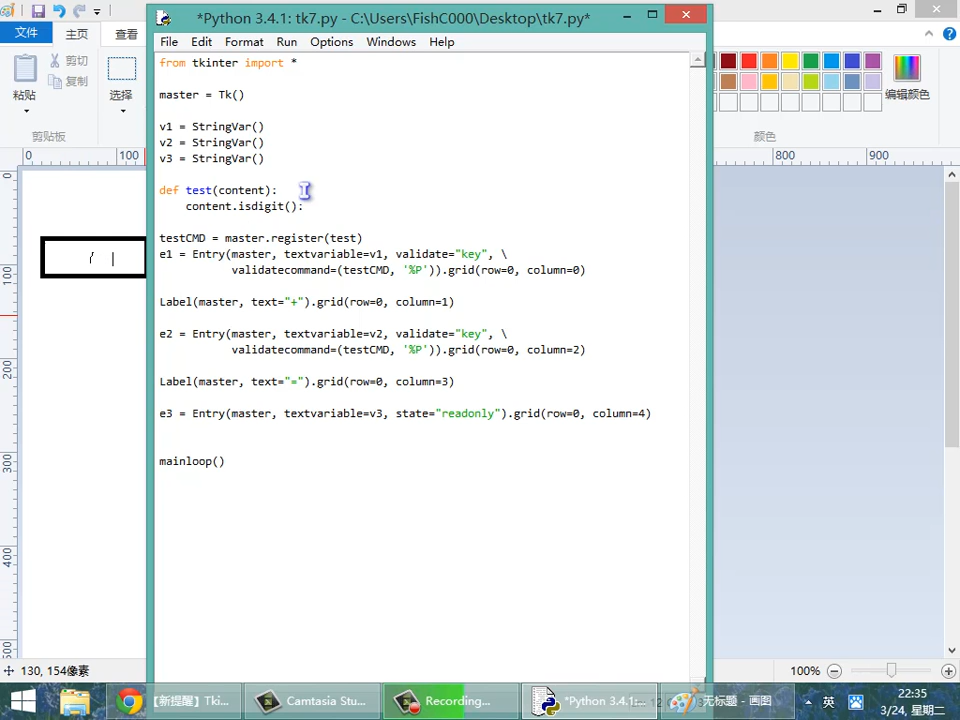 *Python 3.4.1: tk7.py - C:\Users\FishC000\Desktop\tk7.py*
File Edit Format Run Options Windows Help
from tkinter import *
master = Tk()
v1 = StringVar()
v2 = StringVar()
v3 = StringVar()
def test(content):
content.isdigit():
testCMD = master.register(test)
e1 = Entry(master, textvariable=v1, validate="key", \
validatecommand=(testCMD, '%P')).grid(row=0, column=0)
Label(master, text="+").grid(row=0, column=1)
e2 = Entry(master, textvariable=v2, validate="key", \
validatecommand=(testCMD, '%P')).grid(row=0, column=2)
Label(master, text="=").grid(row=0, column=3)
e3 = Entry(master, textvariable=v3, state="readonly").grid(row=0, column=4)
mainloop()
文件 主页 查看
粘贴
剪切
复制
选择
剪贴板
编辑颜色
颜色
0 100 800 900
0
100
200
300
400
500
130, 154像素
100%
【新提醒】Tki...
Camtasia Stu...
Recording...
*Python 3.4.1:...
无标题 - 画图
英
22:35
3/24, 星期二